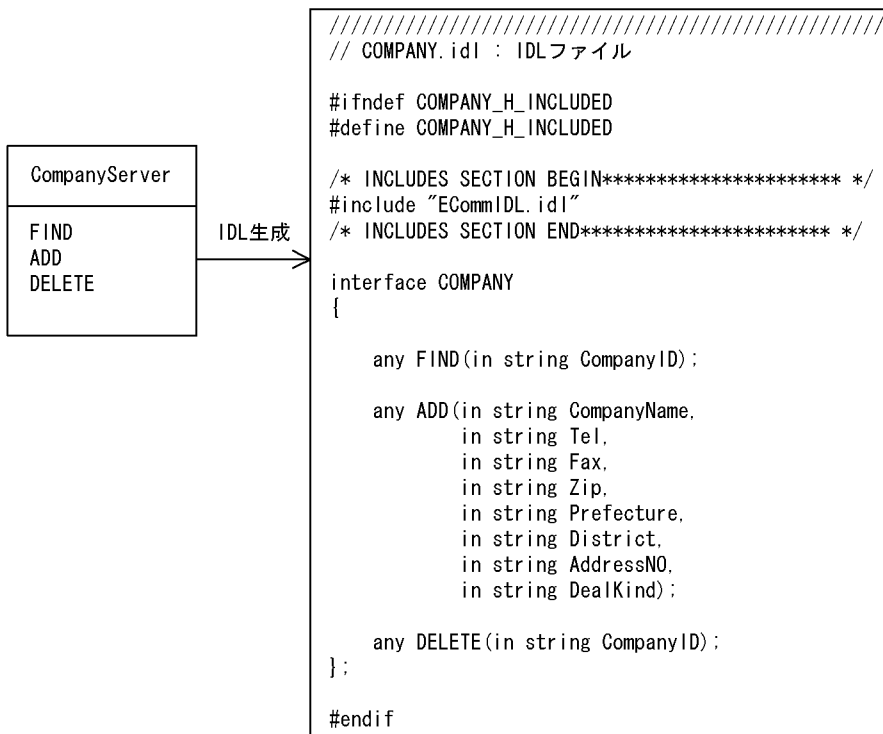 CompanyServer
FIND
ADD
DELETE
IDL生成
///////////////////////////////////////////////////
// COMPANY.idl : IDLファイル
#ifndef COMPANY_H_INCLUDED
#define COMPANY_H_INCLUDED
/* INCLUDES SECTION BEGIN********************** */
#include "ECommIDL.idl"
/* INCLUDES SECTION END*********************** */
interface COMPANY
{
any FIND(in string CompanyID);
any ADD(in string CompanyName,
in string Tel,
in string Fax,
in string Zip,
in string Prefecture,
in string District,
in string AddressNO,
in string DealKind);
any DELETE(in string CompanyID);
};
#endif